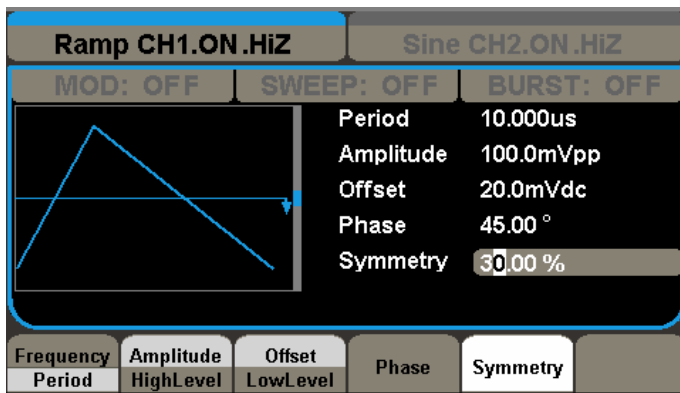 Ramp CH1.ON.HiZ Sine CH2.ON.HiZ
MOD: OFF SWEEP: OFF BURST: OFF
Period 10.000us
Amplitude 100.0mVpp
Offset 20.0mVdc
Phase 45.00 °
Symmetry 30.00 %
Frequency Amplitude Offset Phase Symmetry
Period HighLevel LowLevel